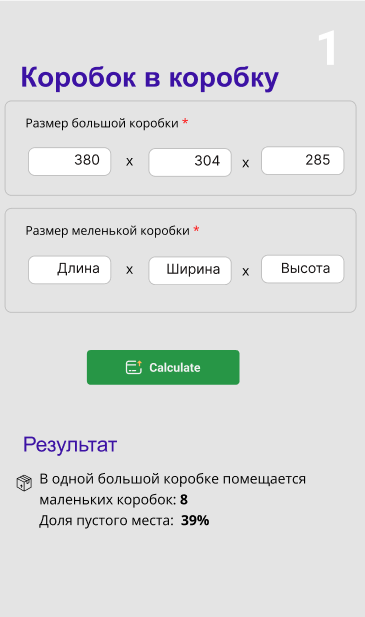 1
Коробок в коробку
Размер большой коробки *
380 x 304 x 285
Размер меленькой коробки *
Длина x Ширина x Высота
Calculate
Результат
В одной большой коробке помещается
маленьких коробок: 8
Доля пустого места: 39%